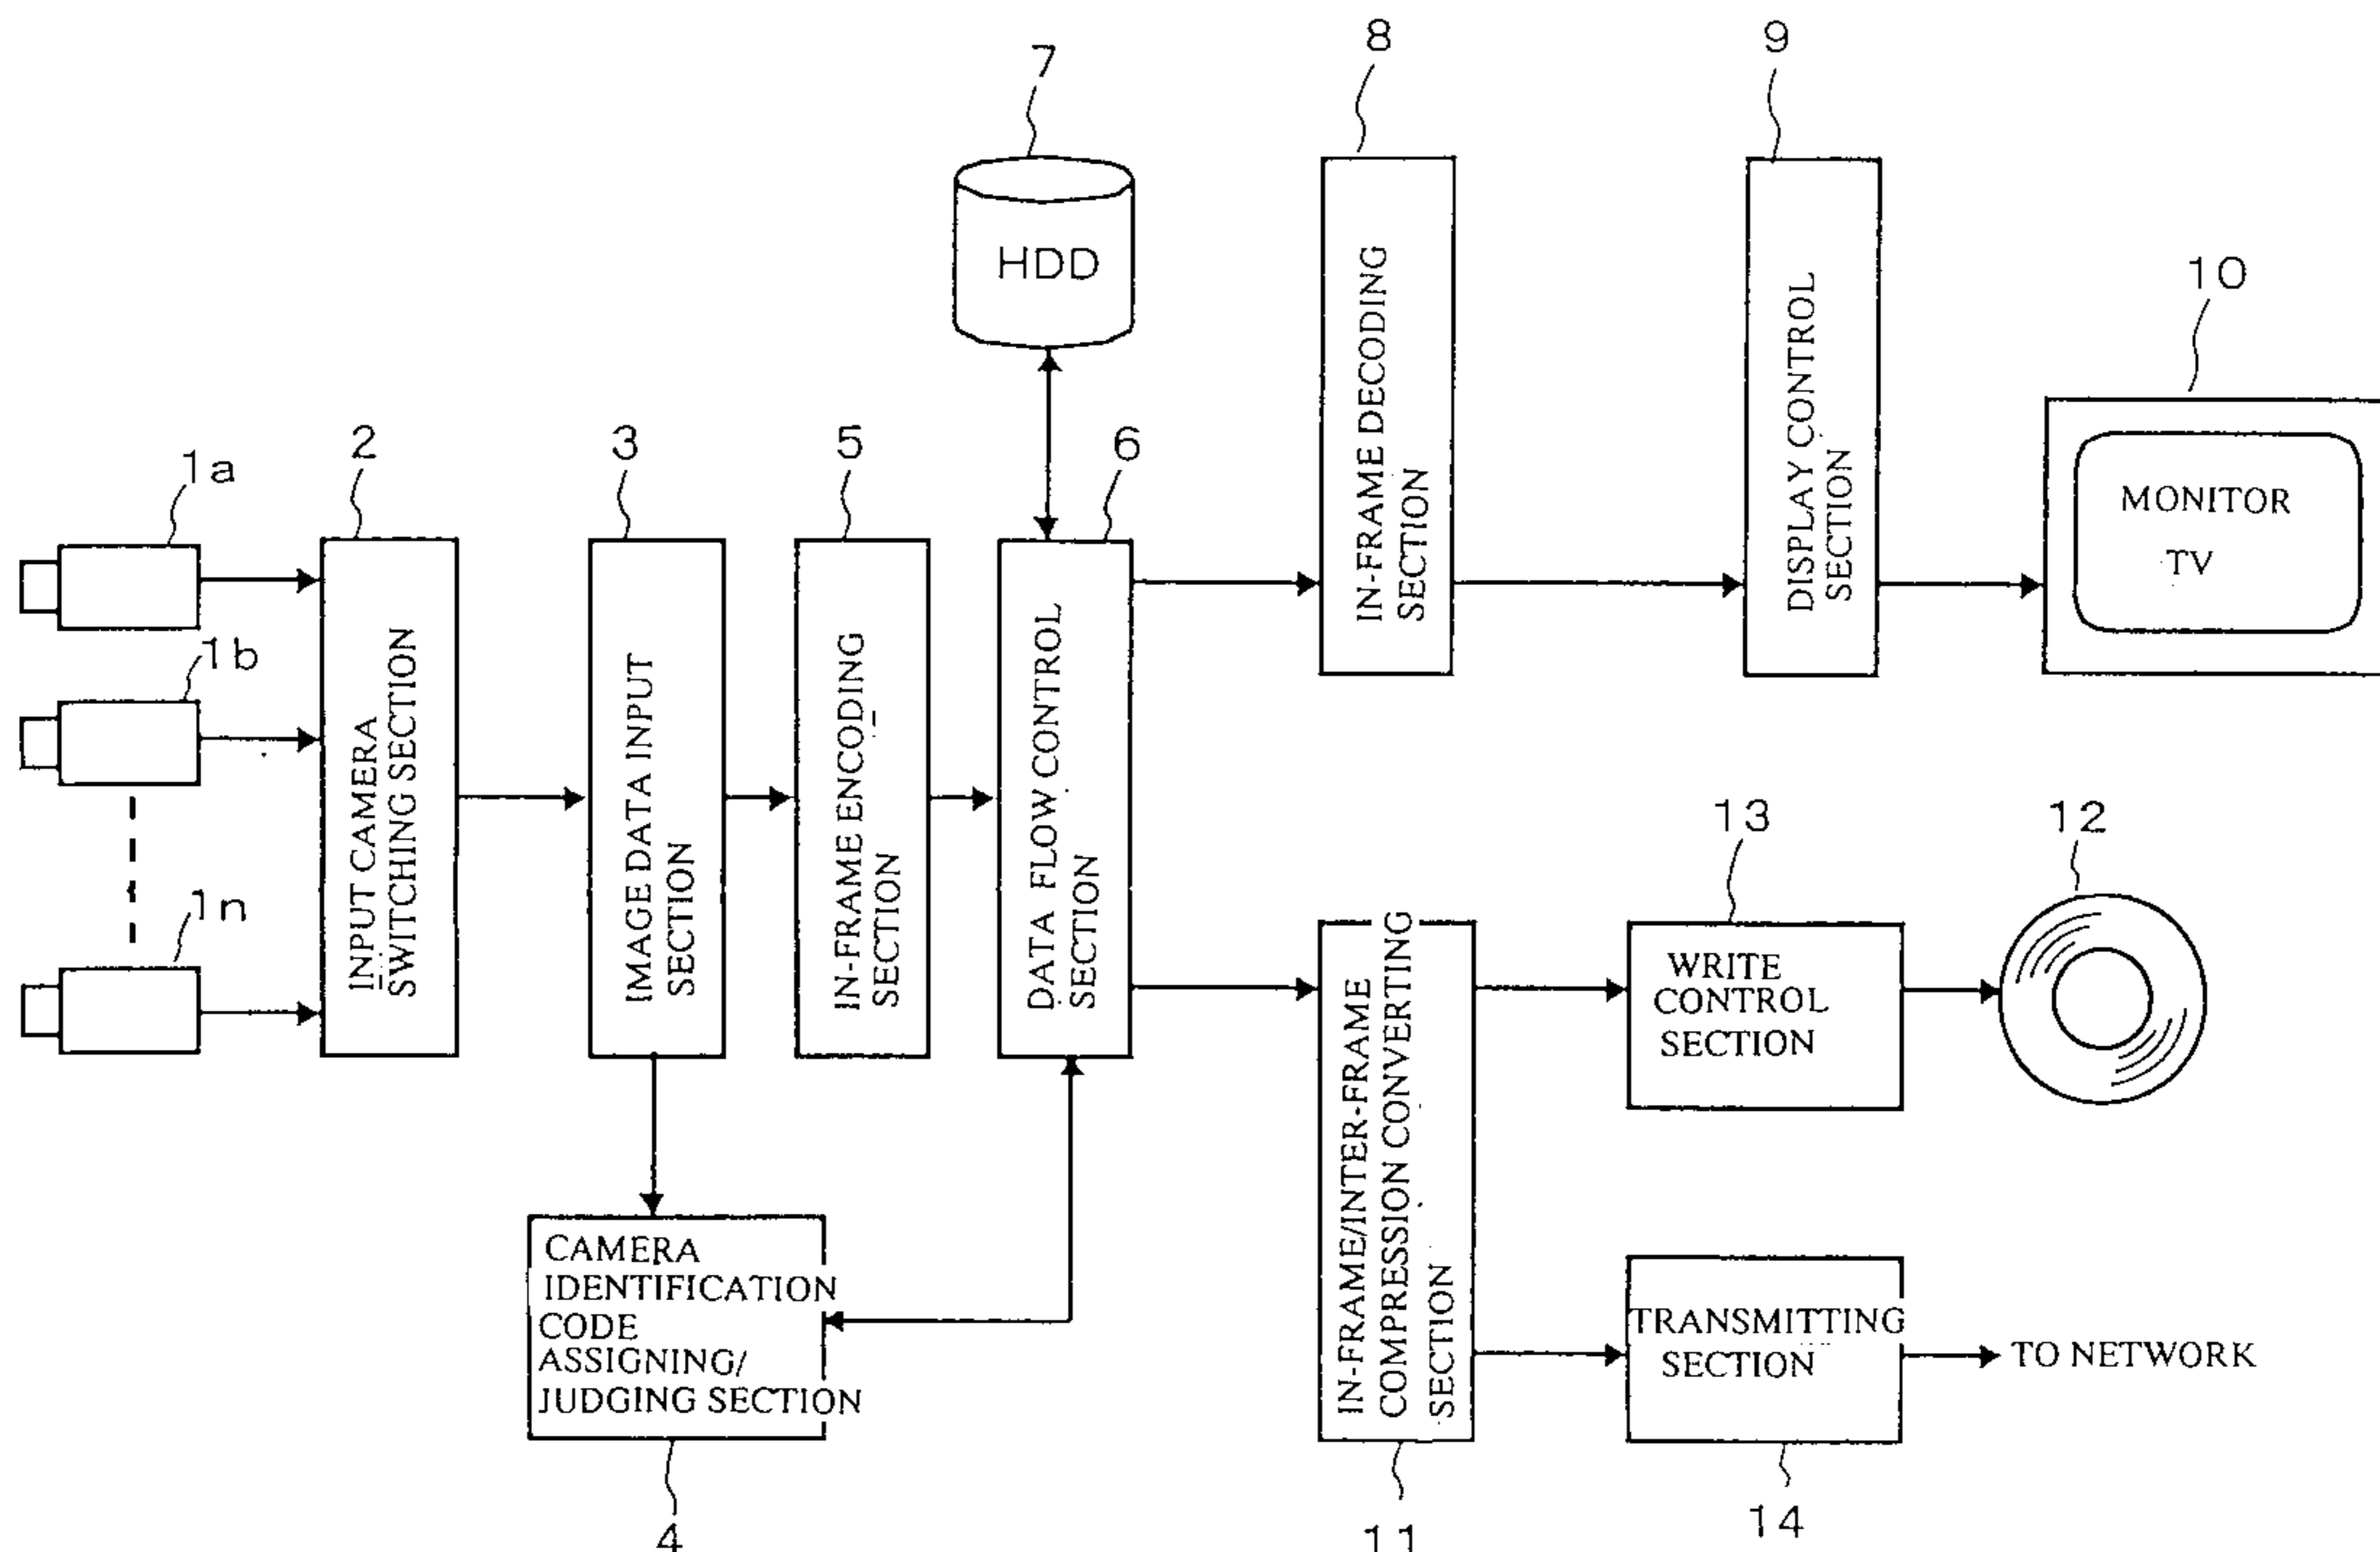 8
9
7
HDD
10
2
3
5
6
1a
1b
1n
INPUT CAMERA
SWITCHING SECTION
IMAGE DATA INPUT
SECTION
IN-FRAME ENCODING
SECTION
DATA FLOW CONTROL
SECTION
IN-FRAME DECODING
SECTION
DISPLAY CONTROL
SECTION
MONITOR
TV
13
12
WRITE
CONTROL
SECTION
IN-FRAME/INTER-FRAME
COMPRESSION CONVERTING
SECTION
CAMERA
IDENTIFICATION
CODE
ASSIGNING/
JUDGING SECTION
TRANSMITTING
SECTION
TO NETWORK
4
11
14